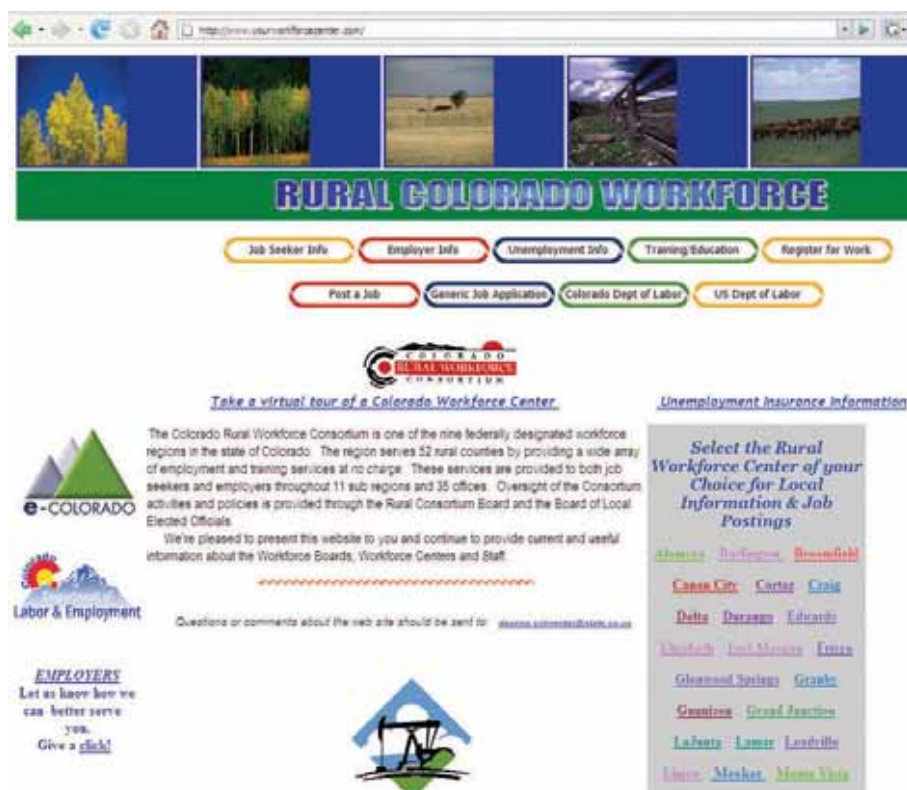 http://www.yourworkforcecenter.com/
RURAL COLORADO WORKFORCE
Job Seeker Info Employer Info Unemployment Info Training/Education Register for Work
Post a Job Generic Job Application Colorado Dept of Labor US Dept of Labor
COLORADO
RURAL WORKFORCE
CONSORTIUM
Take a virtual tour of a Colorado Workforce Center
The Colorado Rural Workforce Consortium is one of the nine federally designated workforce
regions in the state of Colorado. The region serves 52 rural counties by providing a wide array
of employment and training services at no charge. These services are provided to both job
seekers and employers throughout 11 sub regions and 35 offices. Oversight of the Consortium
activities and policies is provided through the Rural Consortium Board and the Board of Local
Elected Officials.
We're pleased to present this website to you and continue to provide current and useful
information about the Workforce Boards, Workforce Centers and Staff.
Questions or comments about the web site should be sent to
e-COLORADO
Colorado
Labor & Employment
EMPLOYERS
Let us know how we
can better serve
you.
Give a click!
Unemployment Insurance Information
Select the Rural
Workforce Center of your
Choice for Local
Information & Job
Postings
Alamosa Burlington Broomfield
Canon City Cortez Craig
Delta Durango Edwards
Elizabeth Fort Morgan Frisco
Glenwood Springs Granby
Gunnison Grand Junction
LaJunta Lamar Leadville
Limon Meeker Monte Vista